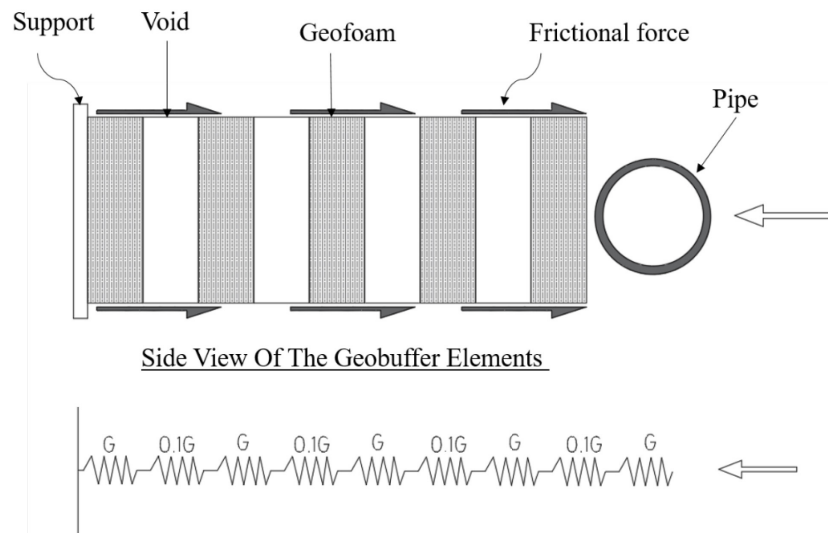 Support
Void
Geofoam
Frictional force
Pipe
Side View Of The Geobuffer Elements
G 0.1G G 0.1G G 0.1G G 0.1G G